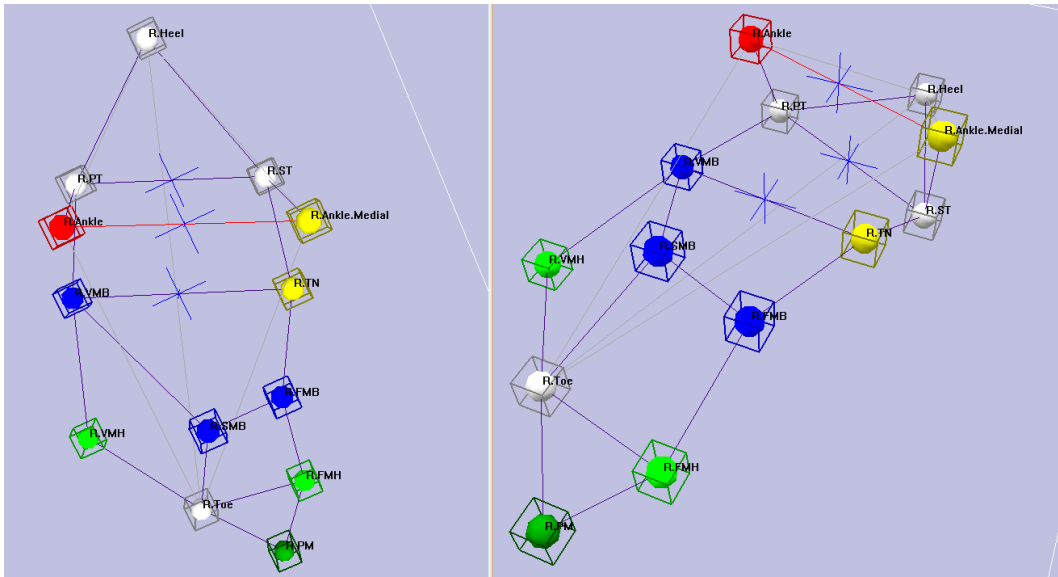 R.Heel
R.PT
R.ST
R.Ankle
R.Ankle.Medial
R.VMB
R.TN
R.FMB
R.SMB
R.VMH
R.FMH
R.Toe
R.PM
R.Ankle
R.Heel
R.PT
R.Ankle.Medial
R.VMB
R.ST
R.TN
R.SMB
R.VMH
R.FMB
R.Toe
R.FMH
R.PM